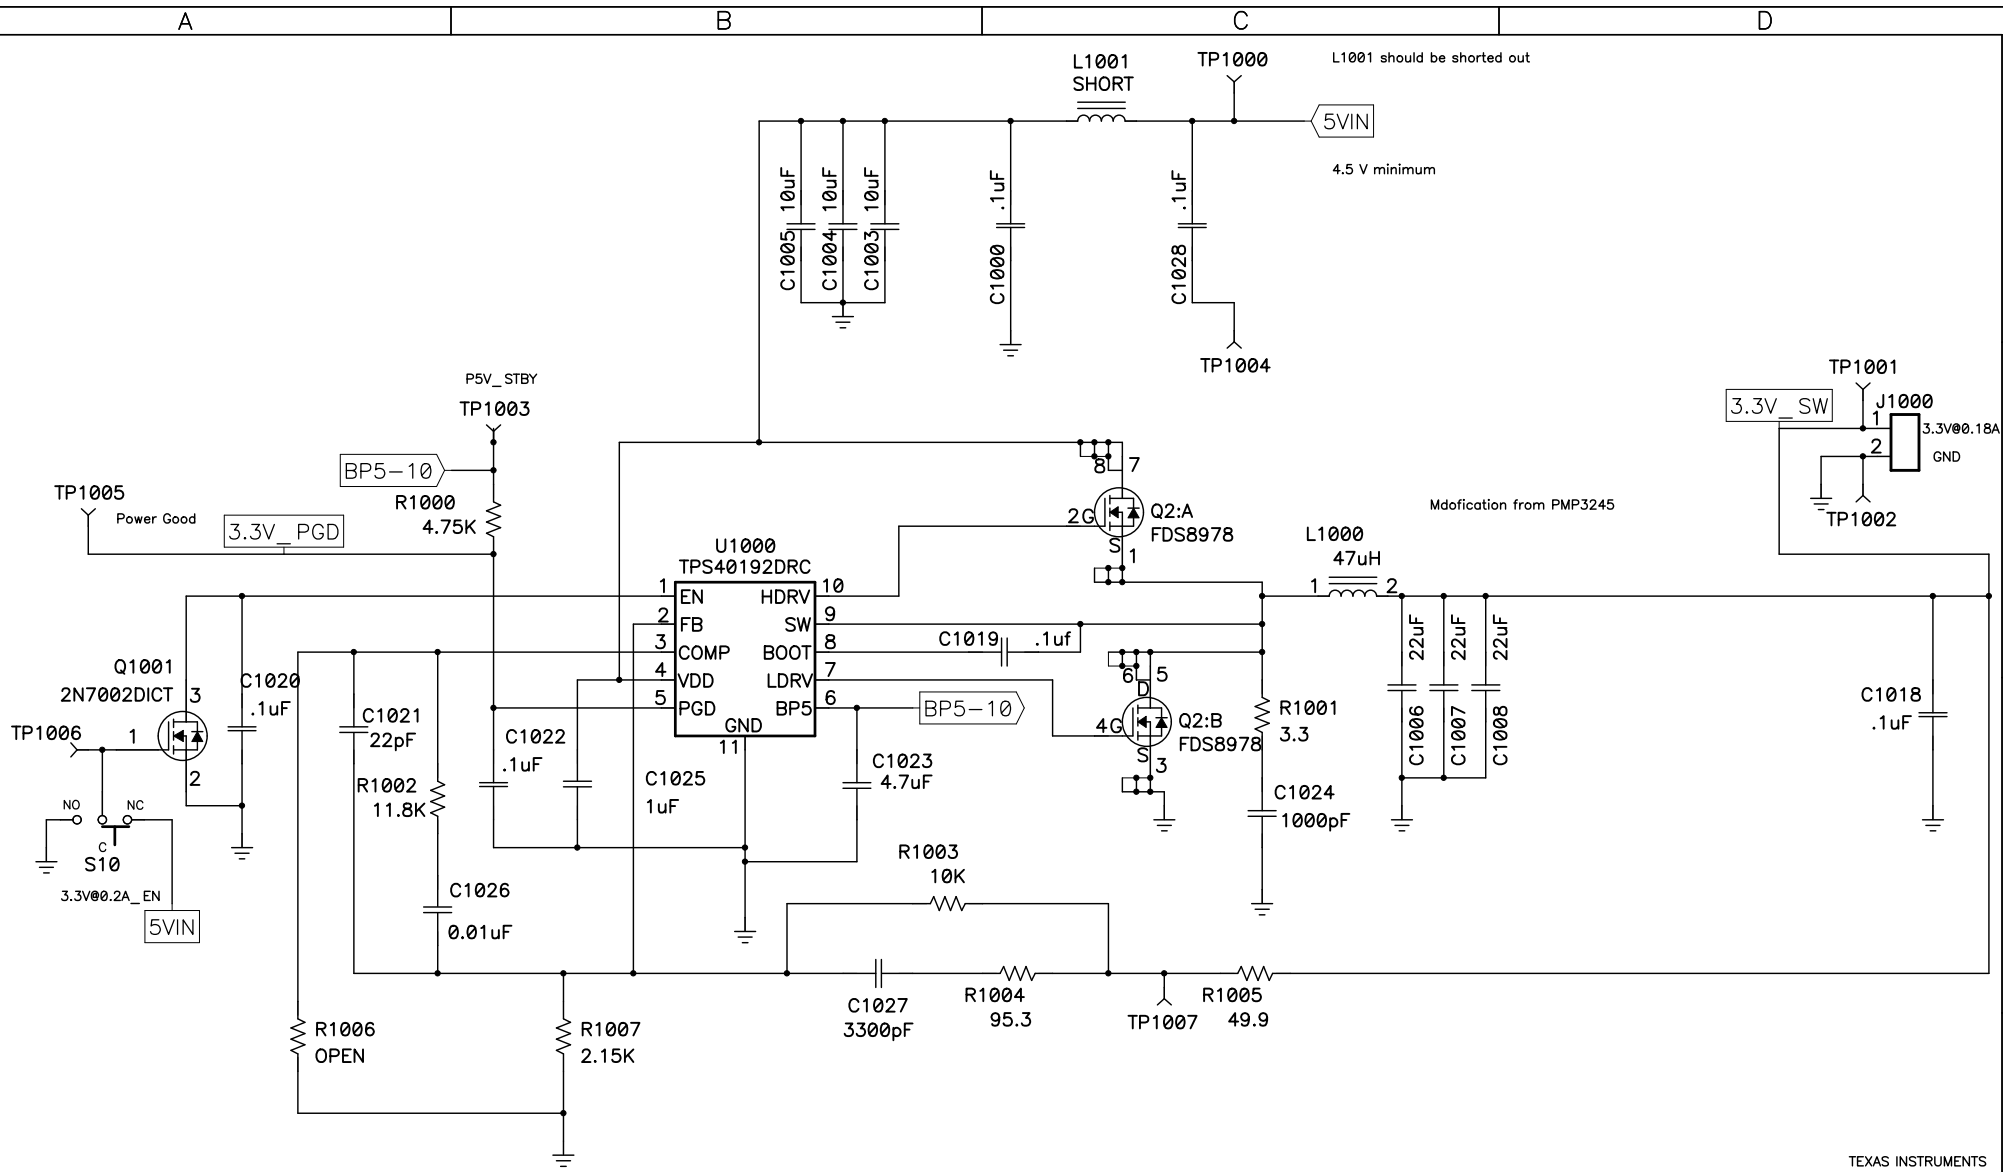 A B C D
L1001
SHORT
TP1000
L1001 should be shorted out
5VIN
4.5 V minimum
C1005 10uF
C1004 10uF
C1003 10uF
C1000 .1uF
C1028 .1uF
TP1004
P5V_STBY
TP1003
BP5-10
R1000
4.75K
TP1005
Power Good
3.3V_PGD
TP1001
3.3V_SW
J1000
1
3.3V@0.18A
2
GND
TP1002
Mdofication from PMP3245
8 7
2G
Q2:A
FDS8978
S
1
L1000
47uH
1 2
U1000
TPS40192DRC
1 EN HDRV 10
2 FB SW 9
3 COMP BOOT 8
4 VDD LDRV 7
5 PGD BP5 6
GND
11
BP5-10
C1019 .1uf
6 5
D
4G
Q2:B
FDS8978
S
3
R1001
3.3
C1024
1000pF
C1006 22uF
C1007 22uF
C1008 22uF
C1018
.1uF
Q1001
2N7002DICT
3
TP1006
1
2
C1020
.1uF
C1021
22pF
R1002
11.8K
C1022
.1uF
C1025
1uF
C1023
4.7uF
NO NC
C
S10
3.3V@0.2A_EN
5VIN
C1026
0.01uF
R1003
10K
C1027
3300pF
R1004
95.3
TP1007
R1005
49.9
R1006
OPEN
R1007
2.15K
TEXAS INSTRUMENTS